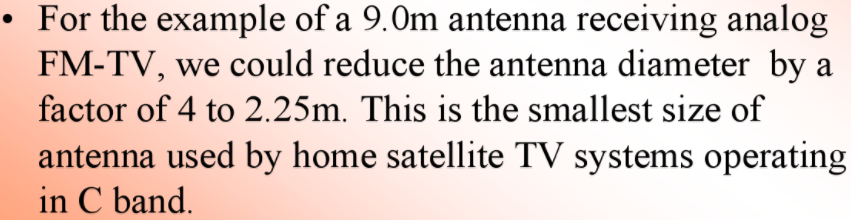 • For the example of a 9.0m antenna receiving analog
FM-TV, we could reduce the antenna diameter by a
factor of 4 to 2.25m. This is the smallest size of
antenna used by home satellite TV systems operating
in C band.